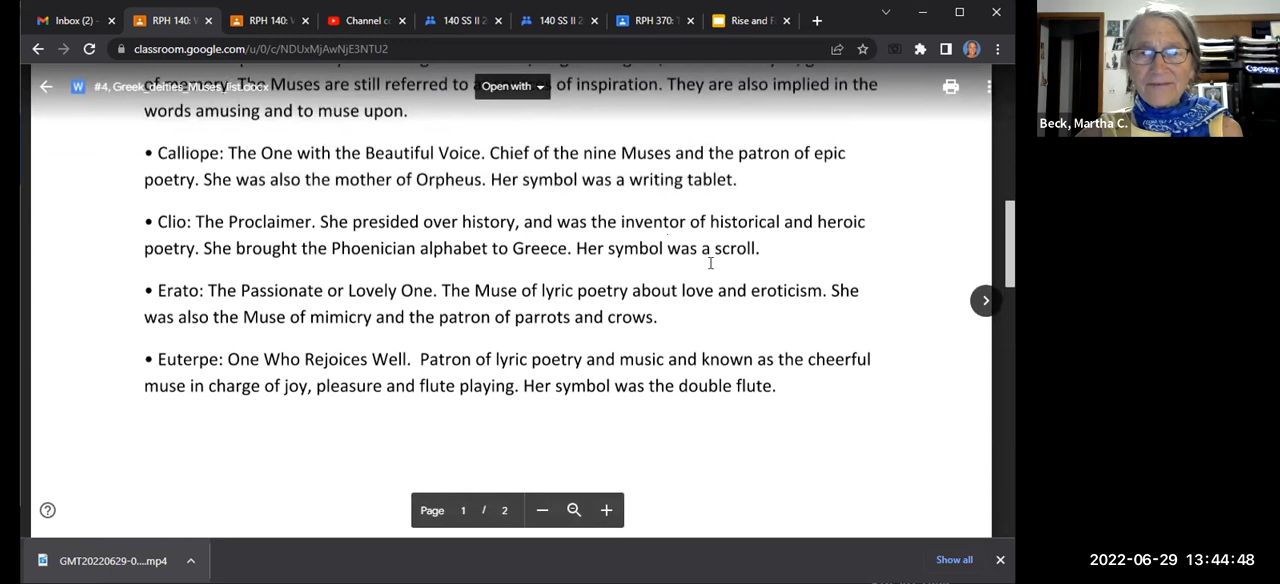 Inbox (2) -
RPH 140:
RPH 140:
Channel c
140 SS II 2
140 SS II 2
RPH 370:
Rise and
classroom.google.com/u/0/c/NDUxMjAwNjE3NTU2
#4, Greek_deities_Muses_list.docx
Open with
of memory. The Muses are still referred to of inspiration. They are also implied in the
words amusing and to muse upon.
• Calliope: The One with the Beautiful Voice. Chief of the nine Muses and the patron of epic
poetry. She was also the mother of Orpheus. Her symbol was a writing tablet.
• Clio: The Proclaimer. She presided over history, and was the inventor of historical and heroic
poetry. She brought the Phoenician alphabet to Greece. Her symbol was a scroll.
• Erato: The Passionate or Lovely One. The Muse of lyric poetry about love and eroticism. She
was also the Muse of mimicry and the patron of parrots and crows.
• Euterpe: One Who Rejoices Well. Patron of lyric poetry and music and known as the cheerful
muse in charge of joy, pleasure and flute playing. Her symbol was the double flute.
Page 1 / 2
GMT20220629-0....mp4
Show all
Beck, Martha C.
2022-06-29 13:44:48